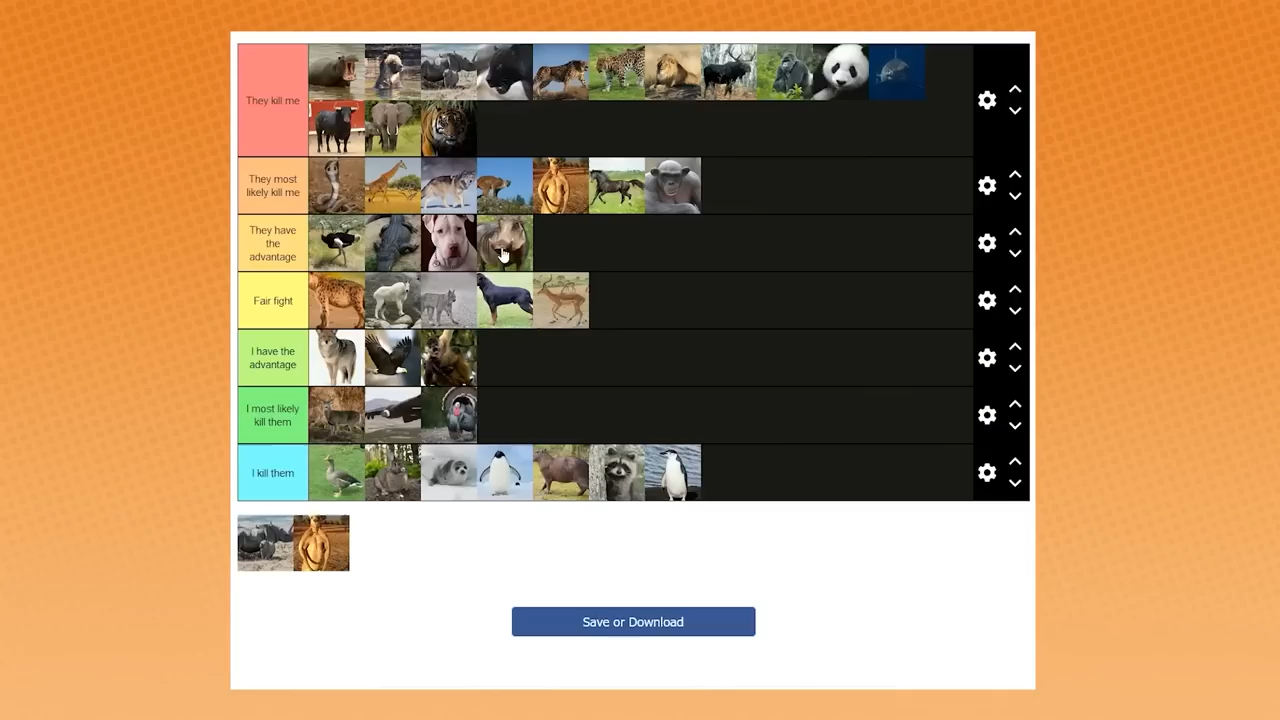 They kill me
They most
likely kill me
They have
the
advantage
Fair fight
I have the
advantage
I most likely
kill them
I kill them
Save or Download